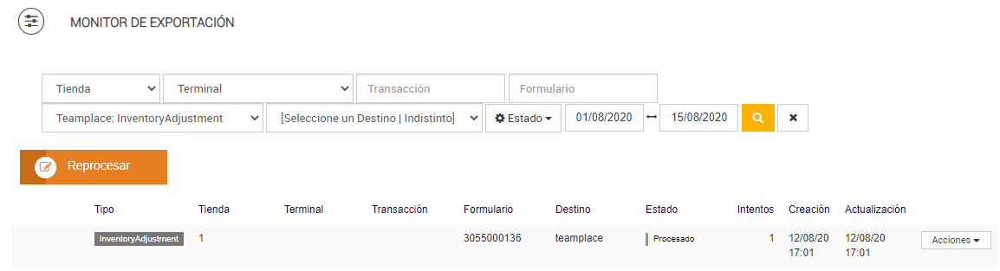 MONITOR DE EXPORTACIÓN
Tienda Terminal Transacción Formulario
Teamplace: InventoryAdjustment [Seleccione un Destino | Indistinto] Estado 01/08/2020 15/08/2020
Reprocesar
Tipo Tienda Terminal Transacción Formulario Destino Estado Intentos Creación Actualización
InventoryAdjustment 1 3055000136 teamplace Procesado 1 12/08/20 12/08/20 Acciones
17:01 17:01